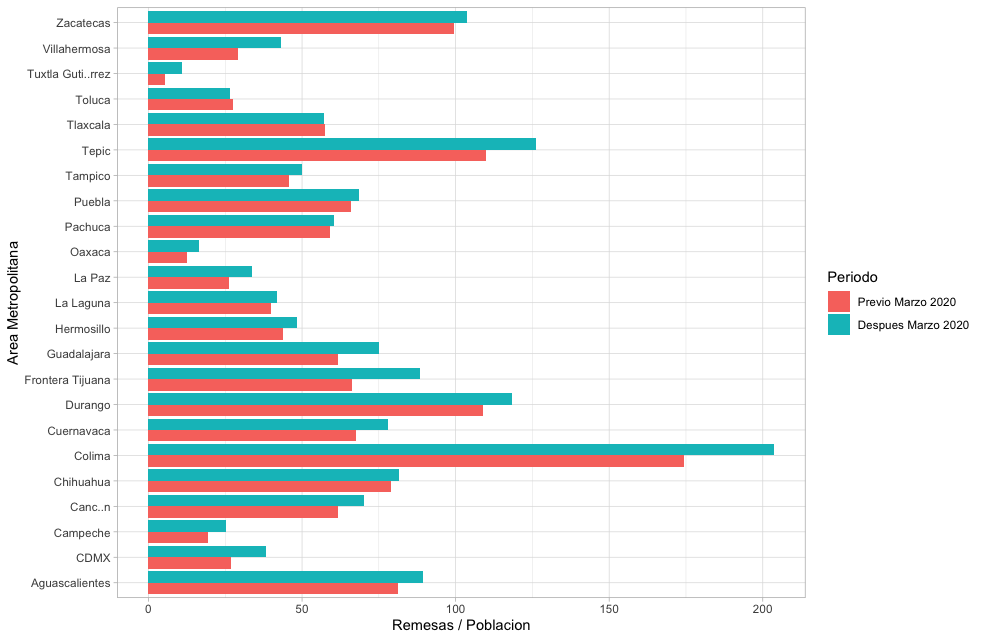 Zacatecas
Villahermosa
Tuxtla Guti..rrez
Toluca
Tlaxcala
Tepic
Tampico
Puebla
Pachuca
Oaxaca
La Paz
La Laguna
Hermosillo
Guadalajara
Frontera Tijuana
Durango
Cuernavaca
Colima
Chihuahua
Canc..n
Campeche
CDMX
Aguascalientes
Area Metropolitana
0 50 100 150 200
Remesas / Poblacion
Periodo
Previo Marzo 2020
Despues Marzo 2020